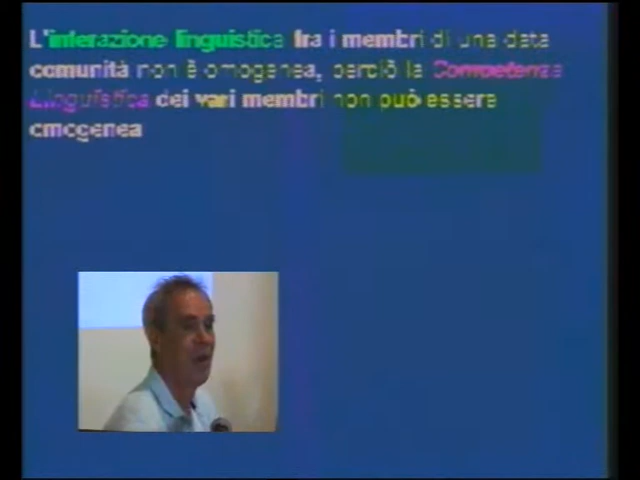 L'interazione linguistica fra i membri di una data
comunità non è omogenea, perciò la Competenza
Linguistica dei vari membri non può essere
omogenea